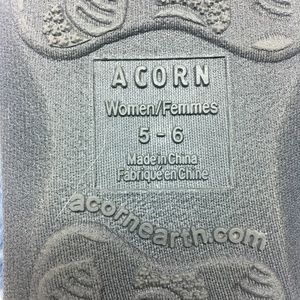 ACORN
Women/Femmes
5 - 6
Made in China
Fabriqué en Chine
acornearth.com